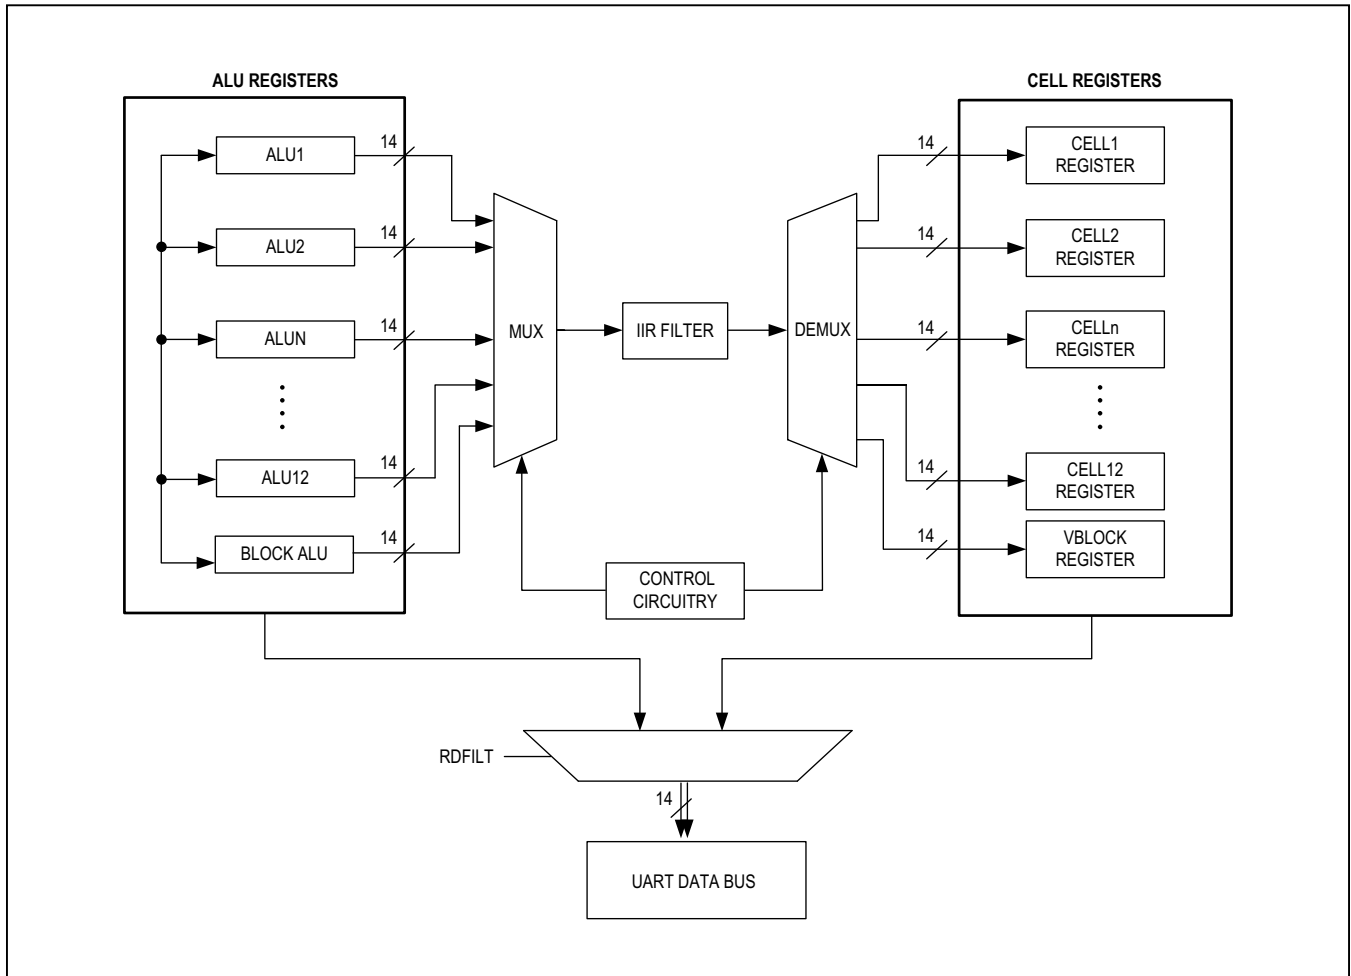 ALU REGISTERS
CELL REGISTERS
14
ALU1
14
CELL1
REGISTER
14
ALU2
14
CELL2
REGISTER
ALUN
MUX
IIR FILTER
DEMUX
14
CELLn
REGISTER
14
ALU12
14
CELL12
REGISTER
14
BLOCK ALU
14
VBLOCK
REGISTER
CONTROL
CIRCUITRY
RDFILT
14
UART DATA BUS